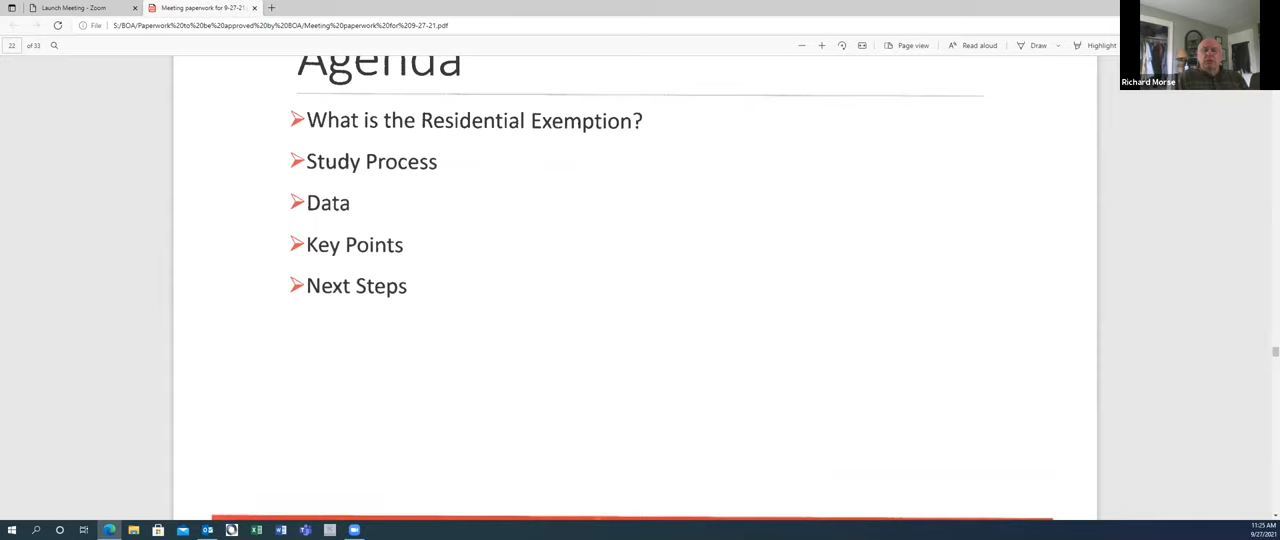 Launch Meeting - Zoom
Meeting paperwork for 9-27-21
File
S:/BOA/Paperwork%20to%20be%20approved%20by%20BOA/Meeting%20paperwork%20for%209-27-21.pdf
22 of 33
Page view
Read aloud
Draw
Highlight
Richard Morse
Agenda
What is the Residential Exemption?
Study Process
Data
Key Points
Next Steps
11:25 AM
9/27/2021